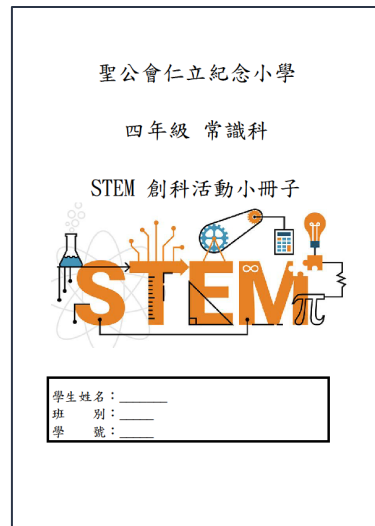 聖公會仁立紀念小學
四年級 常識科
STEM 創科活動小冊子
STEM
∞
π
學生姓名：_______
班　　別：_____
學　　號：_____